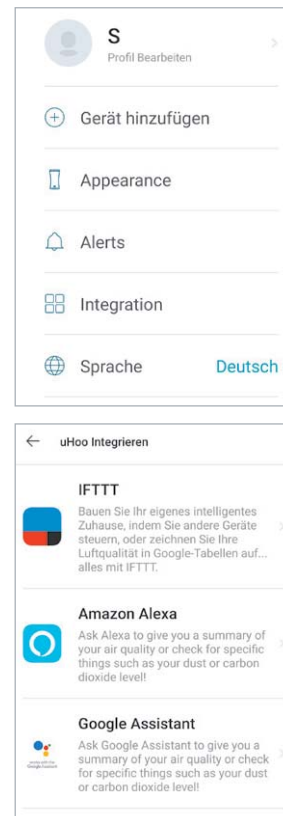 S
Profil Bearbeiten
Gerät hinzufügen
Appearance
Alerts
Integration
Sprache Deutsch
uHoo Integrieren
IFTTT
Bauen Sie Ihr eigenes intelligentes
Zuhause, indem Sie andere Geräte
steuern, oder zeichnen Sie Ihre
Luftqualität in Google-Tabellen auf...
alles mit IFTTT.
Amazon Alexa
Ask Alexa to give you a summary of
your air quality or check for specific
things such as your dust or carbon
dioxide level!
Google Assistant
Ask Google Assistant to give you a
summary of your air quality or check
for specific things such as your dust
or carbon dioxide level!